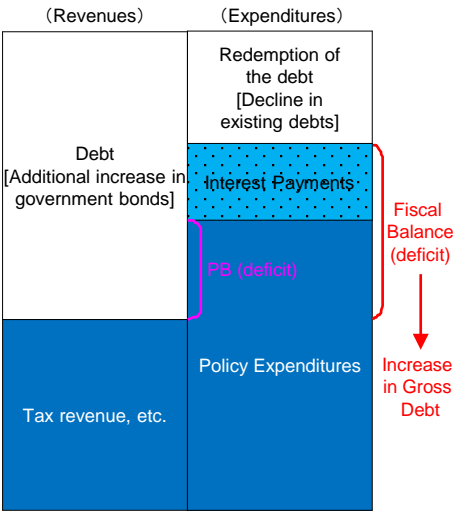 （Revenues）
（Expenditures）
Redemption of
the debt
[Decline in
existing debts]
Debt
[Additional increase in
government bonds]
Interest Payments
Fiscal
Balance
(deficit)
PB (deficit)
Policy Expenditures
Increase
in Gross
Debt
Tax revenue, etc.